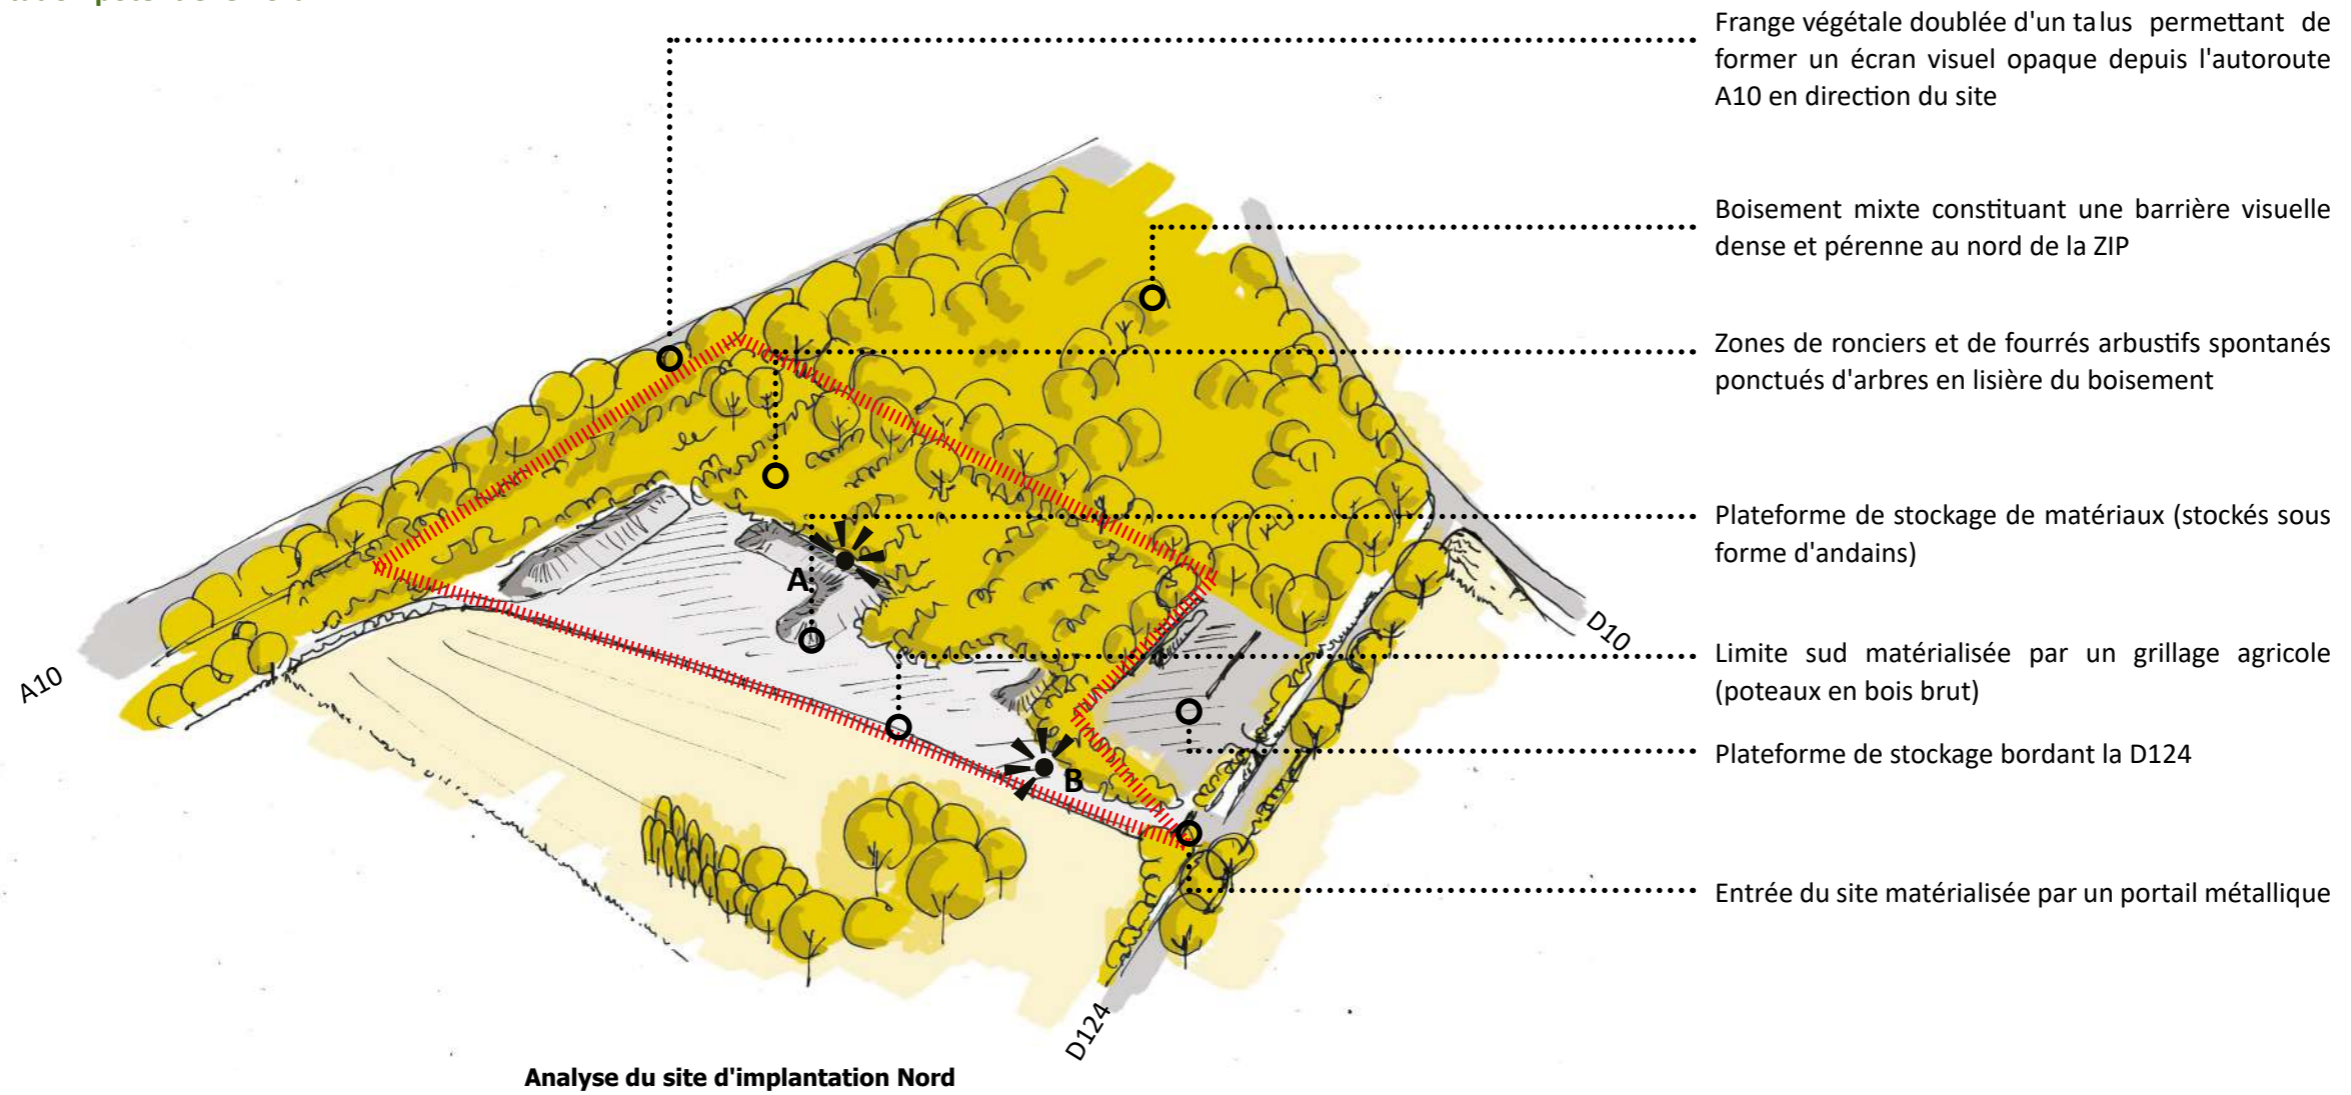 Frange végétale doublée d'un talus permettant de
former un écran visuel opaque depuis l'autoroute
A10 en direction du site
Boisement mixte constituant une barrière visuelle
dense et pérenne au nord de la ZIP
Zones de ronciers et de fourrés arbustifs spontanés
ponctués d'arbres en lisière du boisement
Plateforme de stockage de matériaux (stockés sous
forme d'andains)
A
D10
Limite sud matérialisée par un grillage agricole
(poteaux en bois brut)
A10
Plateforme de stockage bordant la D124
B
Entrée du site matérialisée par un portail métallique
D124
Analyse du site d'implantation Nord